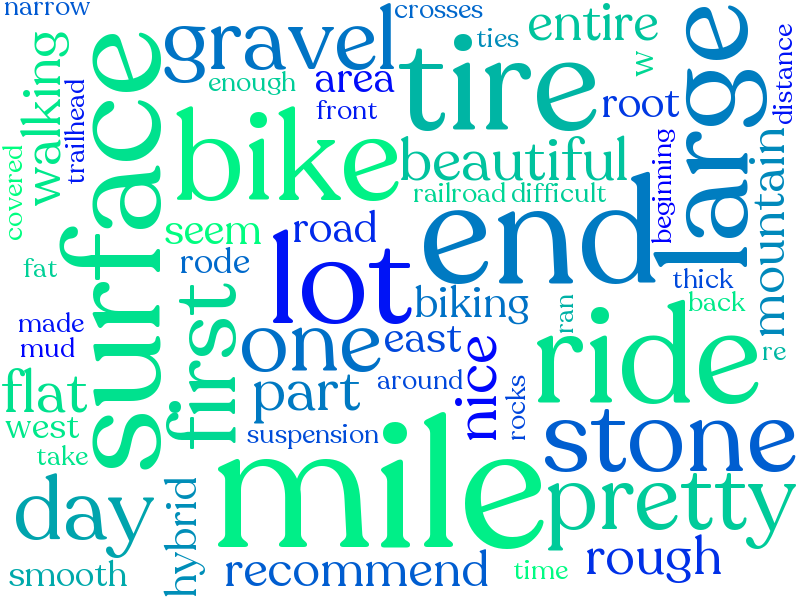 narrow
crosses
ties
entire
w
large
distance
walking
trailhead
surface
gravel
enough
area
front
tire
root
covered
bike
beautiful
railroad
difficult
beginning
mountain
fat
seem
road
rode
lot
end
thick
back
made
mud
first
one
east
biking
ran
re
flat
west
take
part
around
suspension
nice
rocks
ride
stone
day
smooth
hybrid
mile
recommend
time
pretty
rough